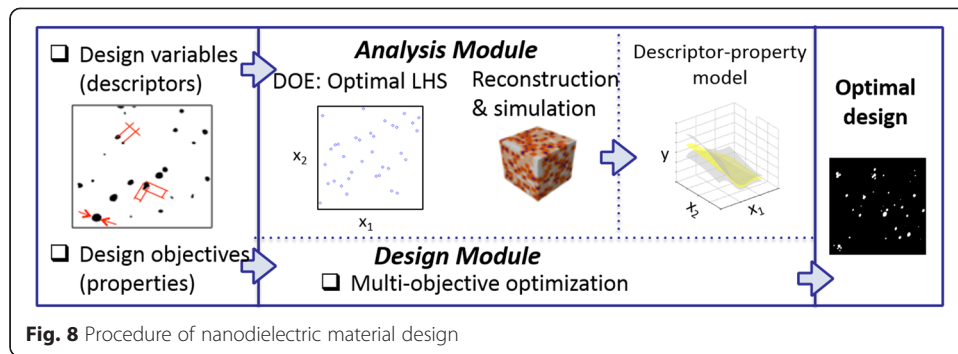 ❑ Design variables
(descriptors)
❑ Design objectives
(properties)
Analysis Module
DOE: Optimal LHS
x2
x1
Reconstruction
& simulation
Descriptor-property
model
y
x2
x1
Design Module
❑ Multi-objective optimization
Optimal
design
Fig. 8 Procedure of nanodielectric material design